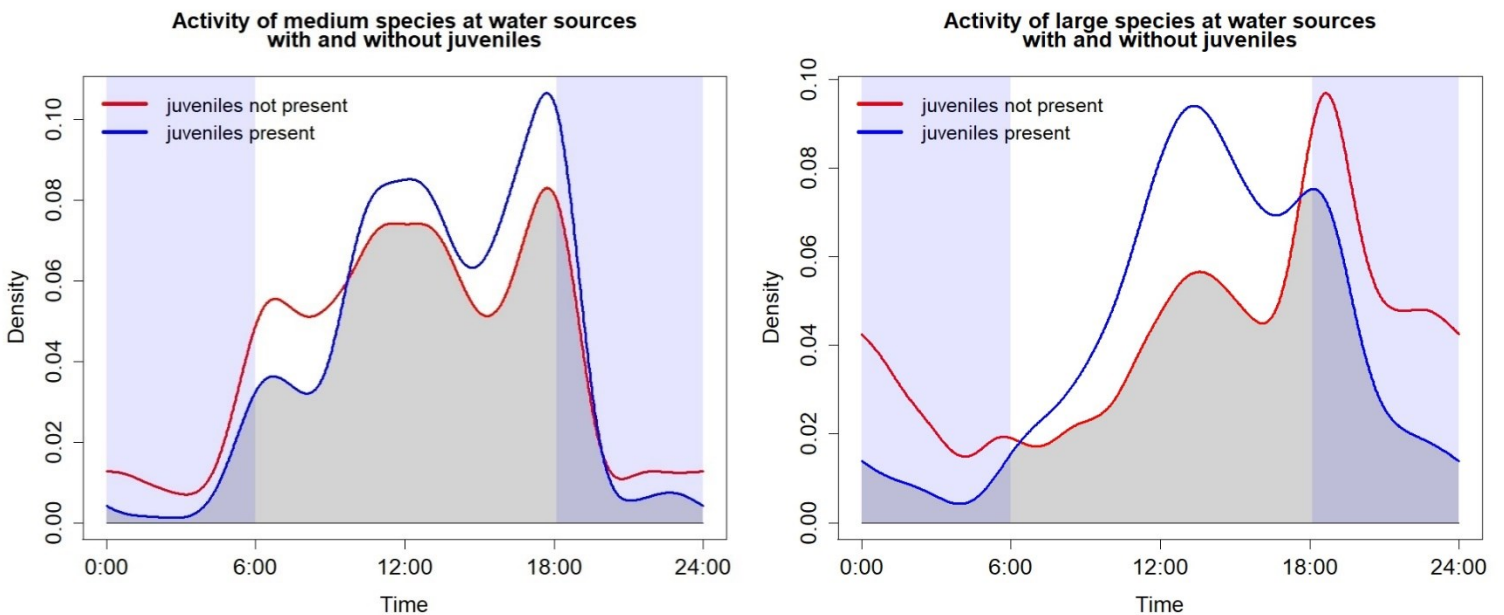 Activity of medium species at water sources
with and without juveniles
juveniles not present
juveniles present
0.10
0.08
0.06
0.04
0.02
0.00
Density
0:00 6:00 12:00 18:00 24:00
Time
Activity of large species at water sources
with and without juveniles
juveniles not present
juveniles present
0.10
0.08
0.06
0.04
0.02
0.00
Density
0:00 6:00 12:00 18:00 24:00
Time